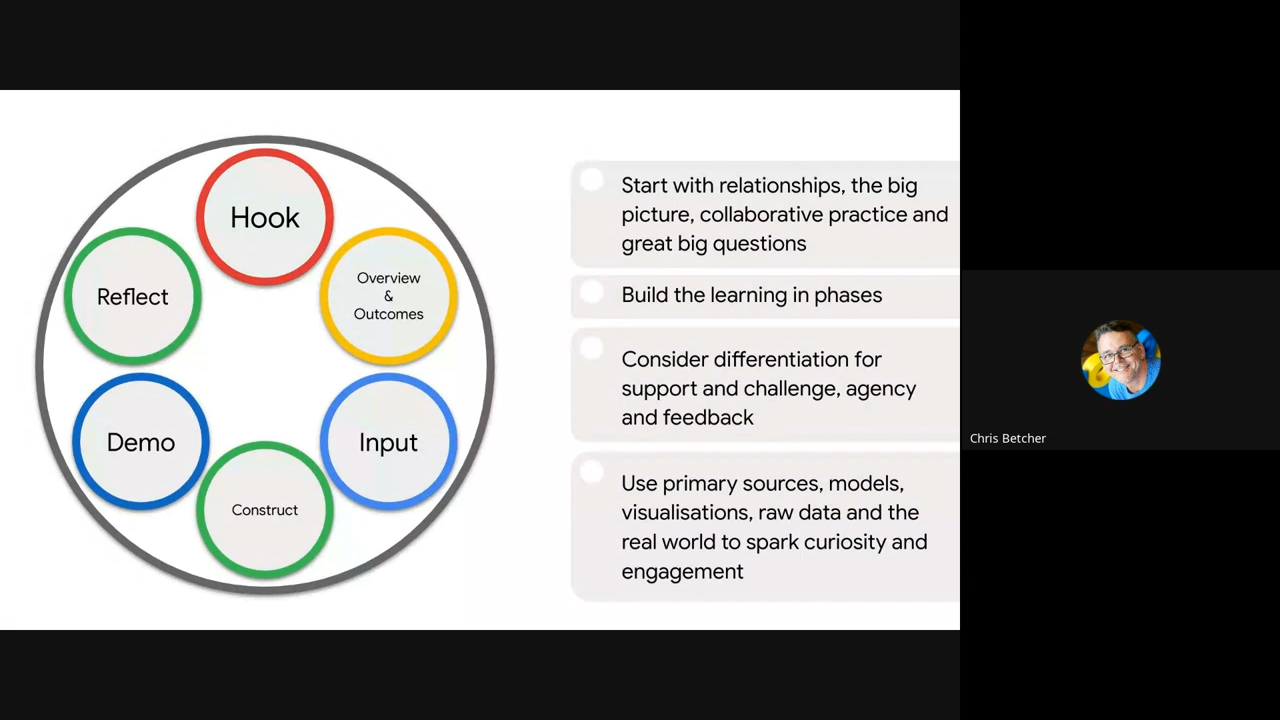 Hook
Overview
&
Outcomes
Input
Construct
Demo
Reflect
Start with relationships, the big
picture, collaborative practice and
great big questions
Build the learning in phases
Consider differentiation for
support and challenge, agency
and feedback
Use primary sources, models,
visualisations, raw data and the
real world to spark curiosity and
engagement
Chris Betcher